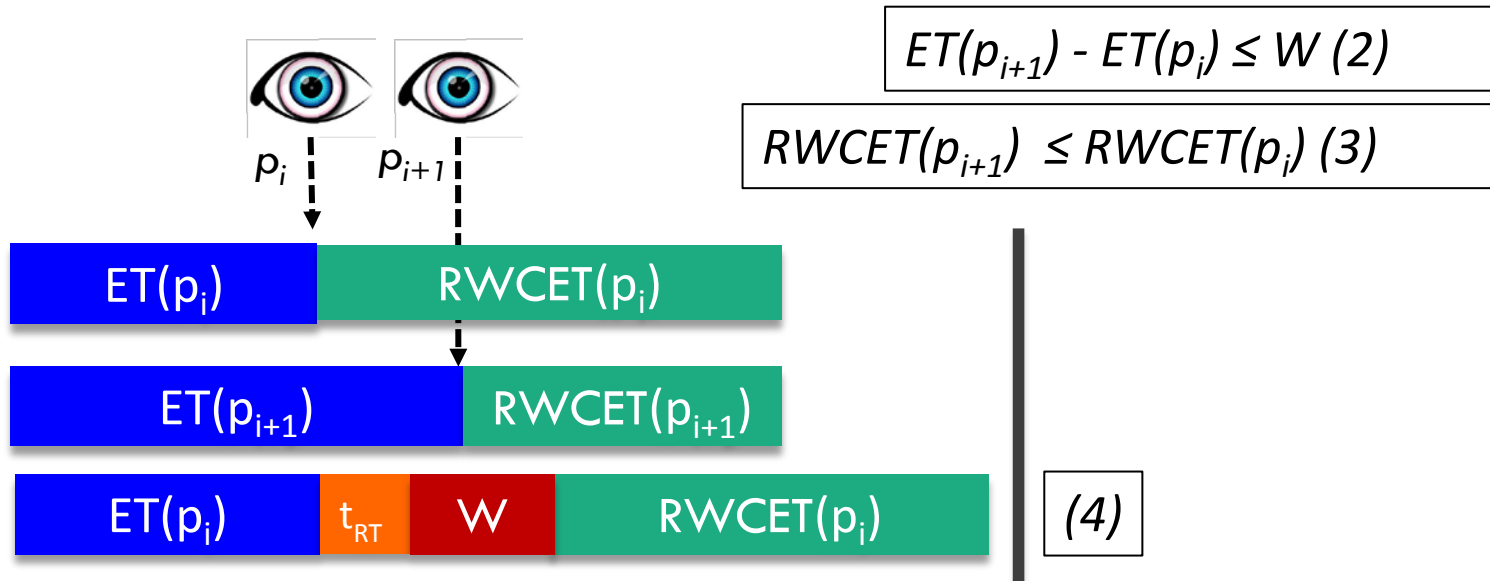 ET(pᵢ₊₁) - ET(pᵢ) ≤ W (2)
RWCET(pᵢ₊₁) ≤ RWCET(pᵢ) (3)
pᵢ pᵢ₊₁
ET(pᵢ) RWCET(pᵢ)
ET(pᵢ₊₁) RWCET(pᵢ₊₁)
ET(pᵢ) t_RT W RWCET(pᵢ) (4)